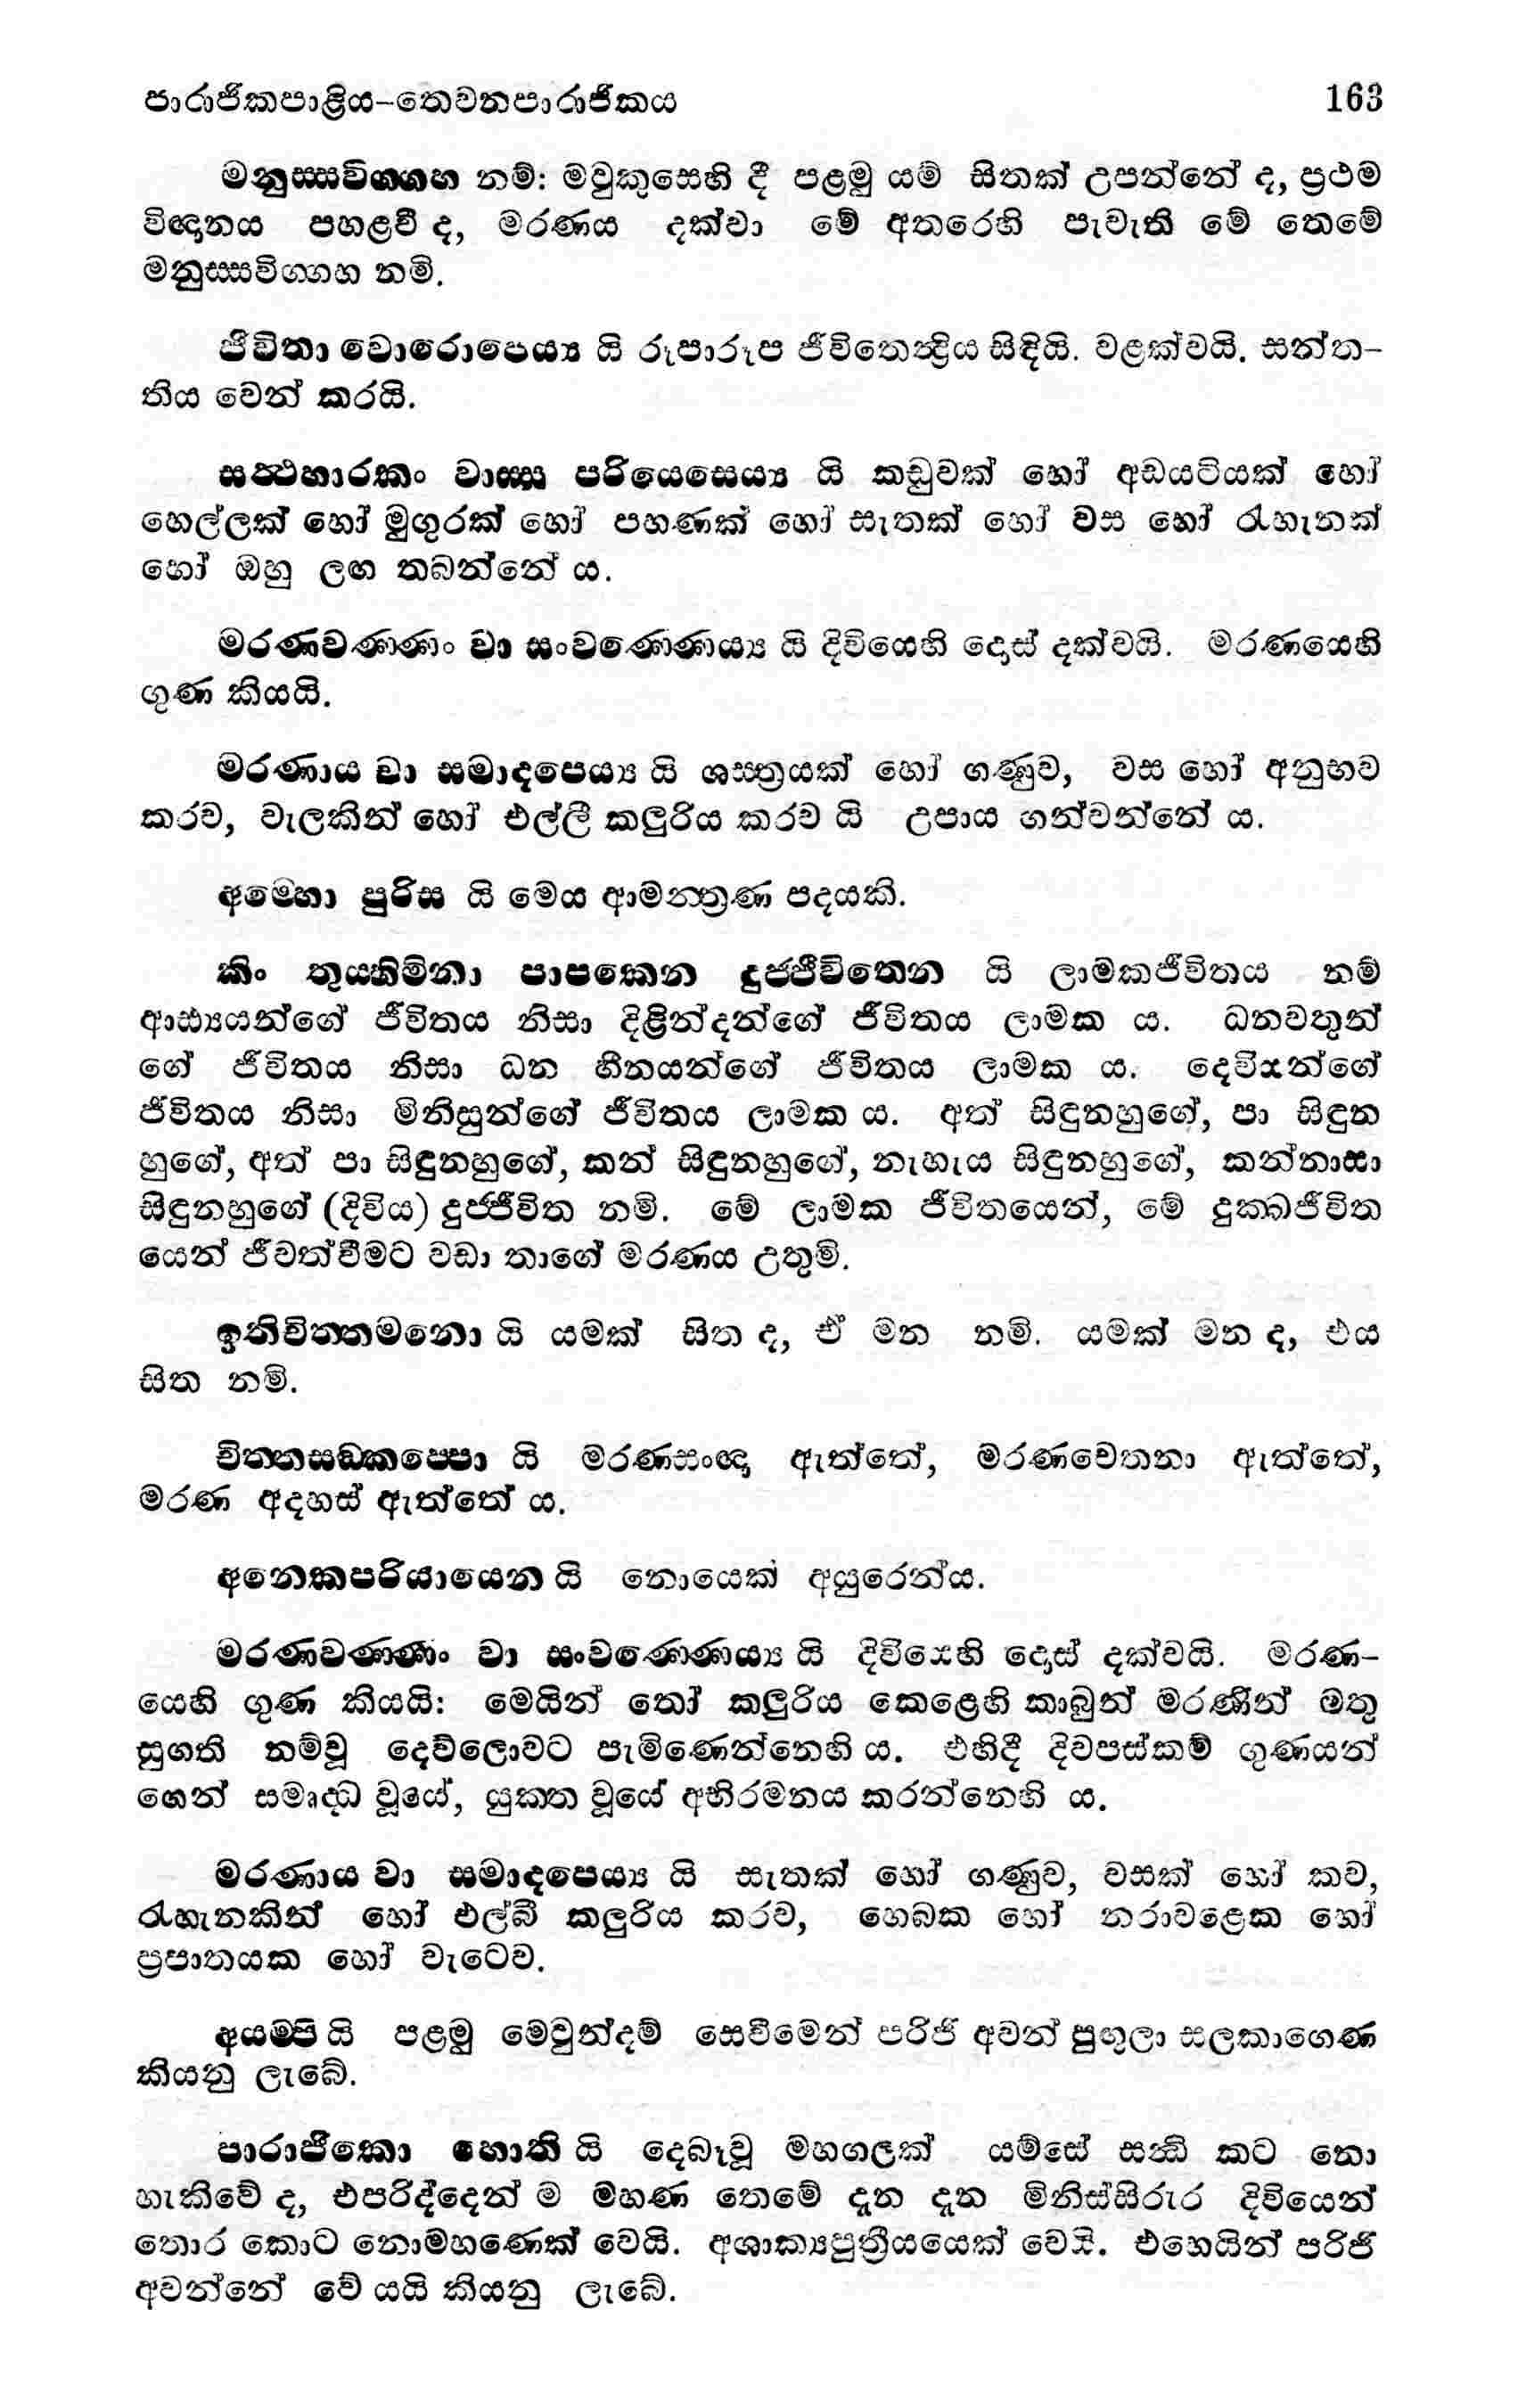 පාරාජිකපාළිය-තෙවනපාරාජිකය 163
මනුස්සවිග්ගහ නම්: මවුකුසෙහි දී පළමු යම් සිතක් උපන්නේ ද, ප්‍රථම
විඥානය පහළවී ද, මරණය දක්වා මේ අතරෙහි පැවැති මේ තෙමේ
මනුස්සවිග්ගහ නමි.
ජීවිතා වොරොපෙය්‍ය යි රූපාරූප ජීවිතෙන්‍ද්‍රිය සිඳියි. වළක්වයි. සන්ත-
තිය වෙන් කරයි.
සත්‍ථහාරකං වාස්ස පරියෙසෙය්‍ය යි කඩුවක් හෝ අඩයටියක් හෝ
හෙල්ලක් හෝ මුගුරක් හෝ පහණක් හෝ සැතක් හෝ වස හෝ රැහැනක්
හෝ ඔහු ලඟ තබන්නේ ය.
මරණවණ්ණං වා සංවණ්ණෙය්‍ය යි දිවියෙහි දොස් දක්වයි. මරණයෙහි
ගුණ කියයි.
මරණාය වා සමාදපෙය්‍ය යි ශස්ත්‍රයක් හෝ ගණුව, වස හෝ අනුභව
කරව, වැලකින් හෝ එල්ලී කලුරිය කරව යි උපාය ගන්වන්නේ ය.
අම්භො පුරිස යි මෙය ආමන්ත්‍රණ පදයකි.
කිං තුය්හිමිනා පාපකෙන දුජ්ජීවිතෙන යි ලාමකජීවිතය නම්
ආඪ්‍යයන්ගේ ජීවිතය නිසා දිළින්දන්ගේ ජීවිතය ලාමක ය. ධනවතුන්
ගේ ජීවිතය නිසා ධන හීනයන්ගේ ජීවිතය ලාමක ය. දෙවියන්ගේ
ජීවිතය නිසා මිනිසුන්ගේ ජීවිතය ලාමක ය. අත් සිඳුනහුගේ, පා සිඳුන
හුගේ, අත් පා සිඳුනහුගේ, කන් සිඳුනහුගේ, නැහැය සිඳුනහුගේ, කන්නාසා
සිඳුනහුගේ (දිවිය) දුජ්ජීවිත නමි. මේ ලාමක ජීවිතයෙන්, මේ දුක්ඛජීවිත
යෙන් ජීවත්වීමට වඩා තාගේ මරණය උතුමි.
ඉතිචිත්තමනො යි යමක් සිත ද, ඒ මන නමි. යමක් මන ද, එය
සිත නමි.
චිත්තසඞ්කප්පො යි මරණසංඥා ඇත්තේ, මරණචෙතනා ඇත්තේ,
මරණ අදහස් ඇත්තේ ය.
අනෙකපරියායෙන යි නොයෙක් අයුරෙන්ය.
මරණවණ්ණං වා සංවණ්ණෙය්‍ය යි දිවියෙහි දොස් දක්වයි. මරණ-
යෙහි ගුණ කියයි: මෙයින් තෝ කලුරිය කෙළෙහි කාබුන් මරණින් මතු
සුගති නම්වූ දෙව්ලොවට පැමිණෙන්නෙහි ය. එහිදී දිවපස්කම් ගුණයන්
ගෙන් සමෘද්ධ වූයේ, යුක්ත වූයේ අභිරමනය කරන්නෙහි ය.
මරණාය වා සමාදපෙය්‍ය යි සැතක් හෝ ගණුව, වසක් හෝ කව,
රැහැනකින් හෝ එල්බී කලුරිය කරව, හෙබක හෝ නරාවළෙක හෝ
ප්‍රපාතයක හෝ වැටෙව.
අයම්පි යි පළමු මෙවුන්දම් සෙවීමෙන් පරිජි අවන් පුඟුලා සලකාගෙණ
කියනු ලැබේ.
පාරාජිකො හොති යි දෙබෑවූ මහගලක් යම්සේ සන්ධි කට නො
හැකිවේ ද, එපරිද්දෙන් ම මහණ තෙමේ දැන දැන මිනිස්සිරුර දිවියෙන්
තොර කොට නොමහණෙක් වෙයි. අශාක්‍යපුත්‍රීයයෙක් වෙයි. එහෙයින් පරිජි
අවන්නේ වේ යයි කියනු ලැබේ.